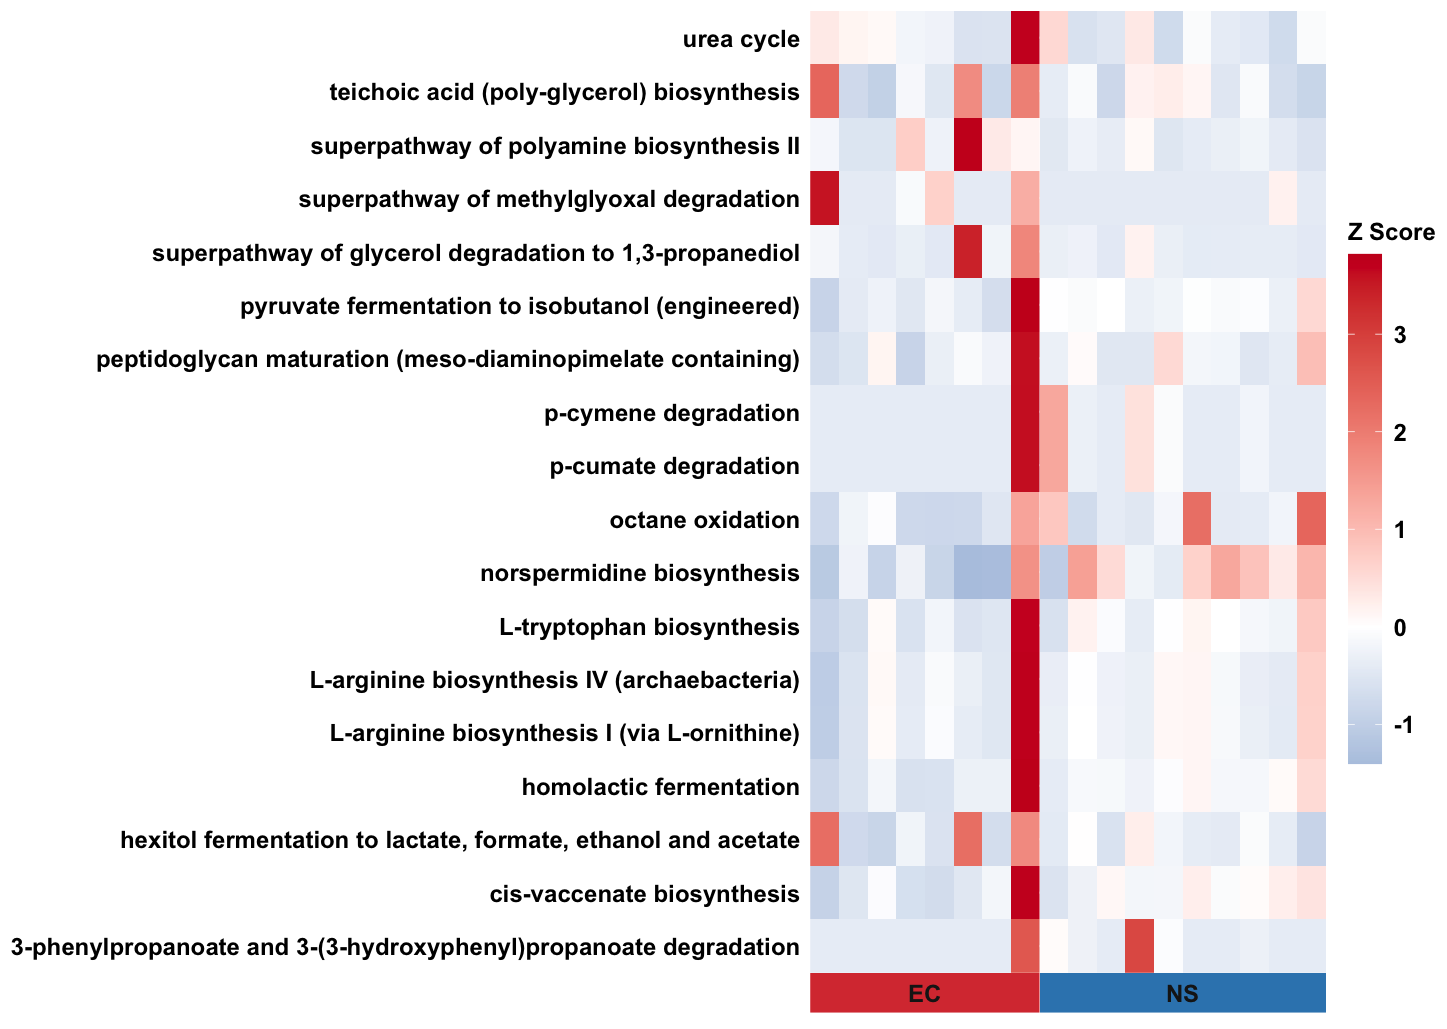 urea cycle
teichoic acid (poly-glycerol) biosynthesis
superpathway of polyamine biosynthesis II
superpathway of methylglyoxal degradation
superpathway of glycerol degradation to 1,3-propanediol
pyruvate fermentation to isobutanol (engineered)
peptidoglycan maturation (meso-diaminopimelate containing)
p-cymene degradation
p-cumate degradation
octane oxidation
norspermidine biosynthesis
L-tryptophan biosynthesis
L-arginine biosynthesis IV (archaebacteria)
L-arginine biosynthesis I (via L-ornithine)
homolactic fermentation
hexitol fermentation to lactate, formate, ethanol and acetate
cis-vaccenate biosynthesis
3-phenylpropanoate and 3-(3-hydroxyphenyl)propanoate degradation
EC NS
Z Score
3
2
1
0
-1